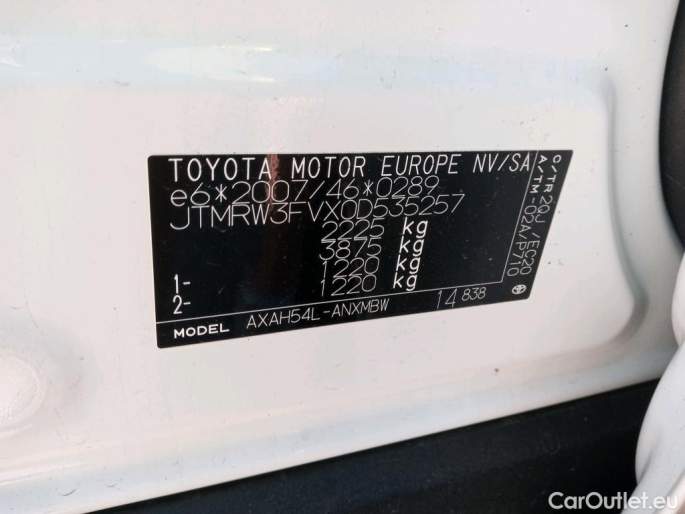 TOYOTA MOTOR EUROPE NV/SA
e6*2007/46*0289
JTMRW3FVX0D535257
2225 kg
3875 kg
1- 1220 kg
2- 1220 kg
MODEL AXAH54L-ANXMBW 14 838
C/TR 2QJ /EC20
A/TM -02A/P710
CarOutlet.eu